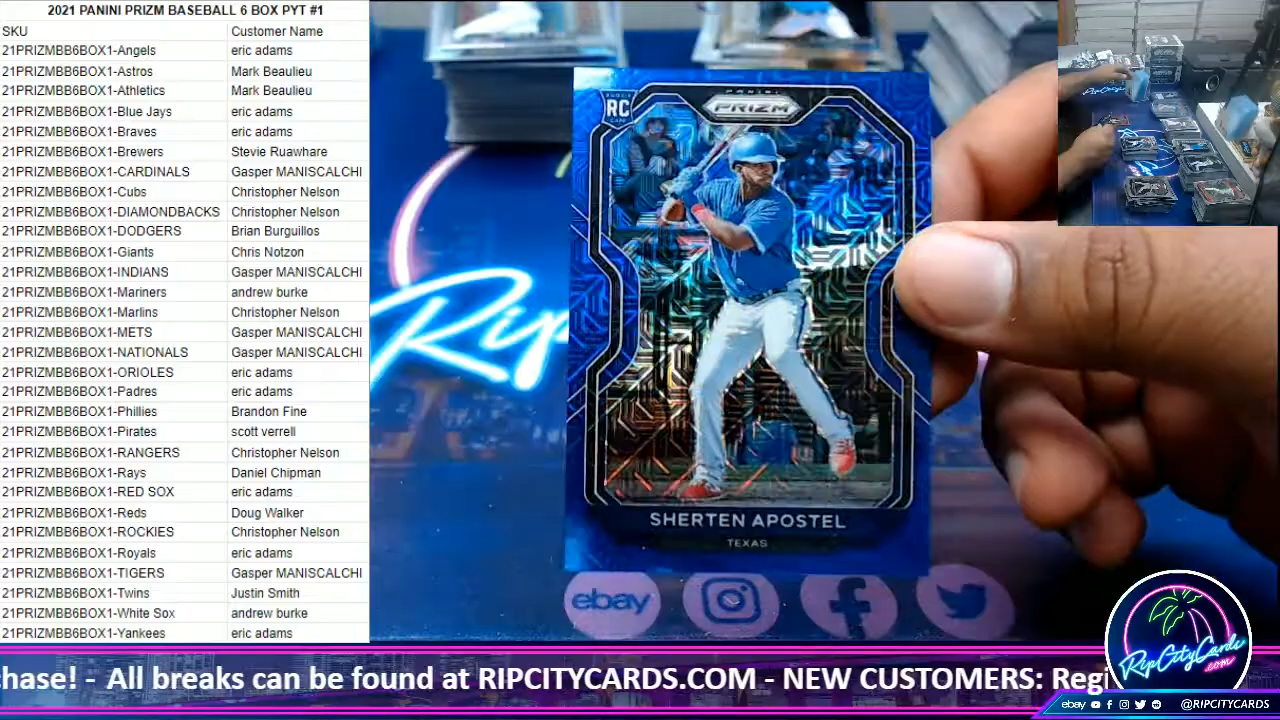 2021 PANINI PRIZM BASEBALL 6 BOX PYT #1
SKU Customer Name
21PRIZMBB6BOX1-Angels eric adams
21PRIZMBB6BOX1-Astros Mark Beaulieu
21PRIZMBB6BOX1-Athletics Mark Beaulieu
21PRIZMBB6BOX1-Blue Jays eric adams
21PRIZMBB6BOX1-Braves eric adams
21PRIZMBB6BOX1-Brewers Stevie Ruawhare
21PRIZMBB6BOX1-CARDINALS Gasper MANISCALCHI
21PRIZMBB6BOX1-Cubs Christopher Nelson
21PRIZMBB6BOX1-DIAMONDBACKS Christopher Nelson
21PRIZMBB6BOX1-DODGERS Brian Burguillos
21PRIZMBB6BOX1-Giants Chris Notzon
21PRIZMBB6BOX1-INDIANS Gasper MANISCALCHI
21PRIZMBB6BOX1-Mariners andrew burke
21PRIZMBB6BOX1-Marlins Christopher Nelson
21PRIZMBB6BOX1-METS Gasper MANISCALCHI
21PRIZMBB6BOX1-NATIONALS Gasper MANISCALCHI
21PRIZMBB6BOX1-ORIOLES eric adams
21PRIZMBB6BOX1-Padres eric adams
21PRIZMBB6BOX1-Phillies Brandon Fine
21PRIZMBB6BOX1-Pirates scott verrell
21PRIZMBB6BOX1-RANGERS Christopher Nelson
21PRIZMBB6BOX1-Rays Daniel Chipman
21PRIZMBB6BOX1-RED SOX eric adams
21PRIZMBB6BOX1-Reds Doug Walker
21PRIZMBB6BOX1-ROCKIES Christopher Nelson
21PRIZMBB6BOX1-Royals eric adams
21PRIZMBB6BOX1-TIGERS Gasper MANISCALCHI
21PRIZMBB6BOX1-Twins Justin Smith
21PRIZMBB6BOX1-White Sox andrew burke
21PRIZMBB6BOX1-Yankees eric adams
RC
PANINI
PRIZM
Rip
SHERTEN APOSTEL
TEXAS
ebay
chase! - All breaks can be found at RIPCITYCARDS.COM - NEW CUSTOMERS: Regi
RipCityCards
.com
ebay @RIPCITYCARDS